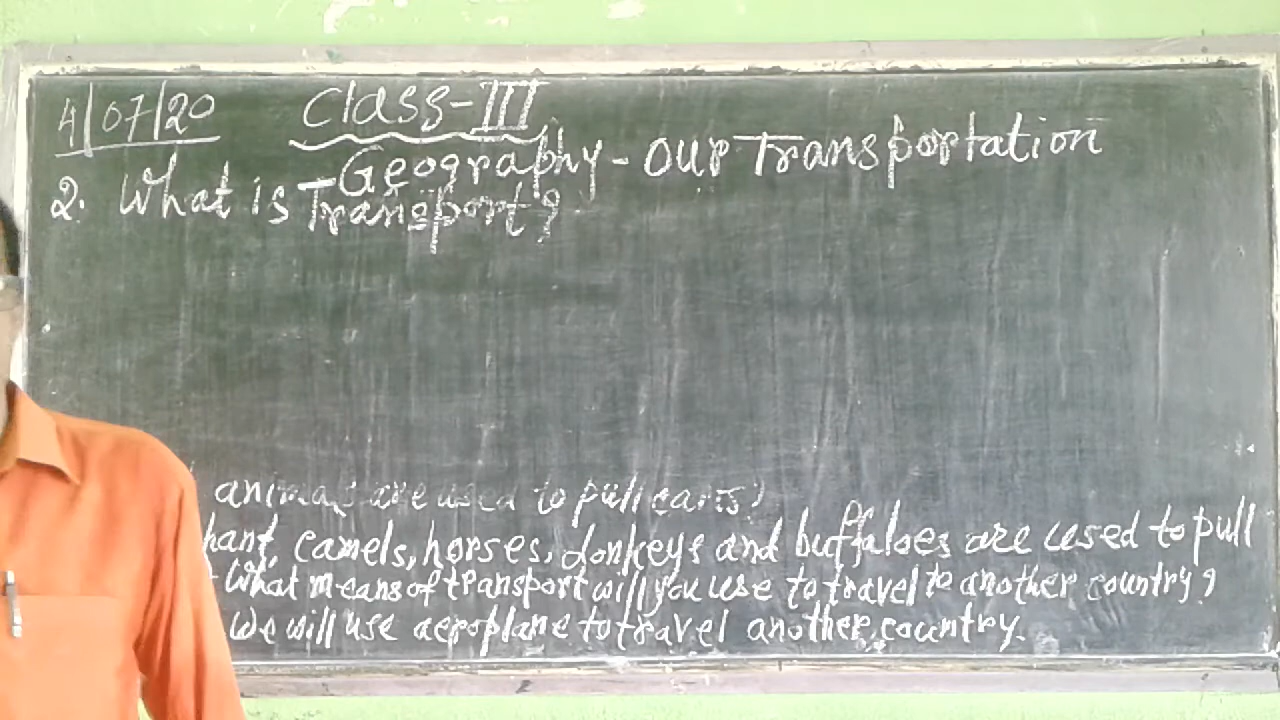 4/07/20 Class-III
Geography - Our Transportation
2. What is Transport?
animals are used to pull carts?
hant, camels, horses, donkeys and buffaloes are used to pull
What means of transport will you use to travel to another country?
We will use aeroplane to travel another country.